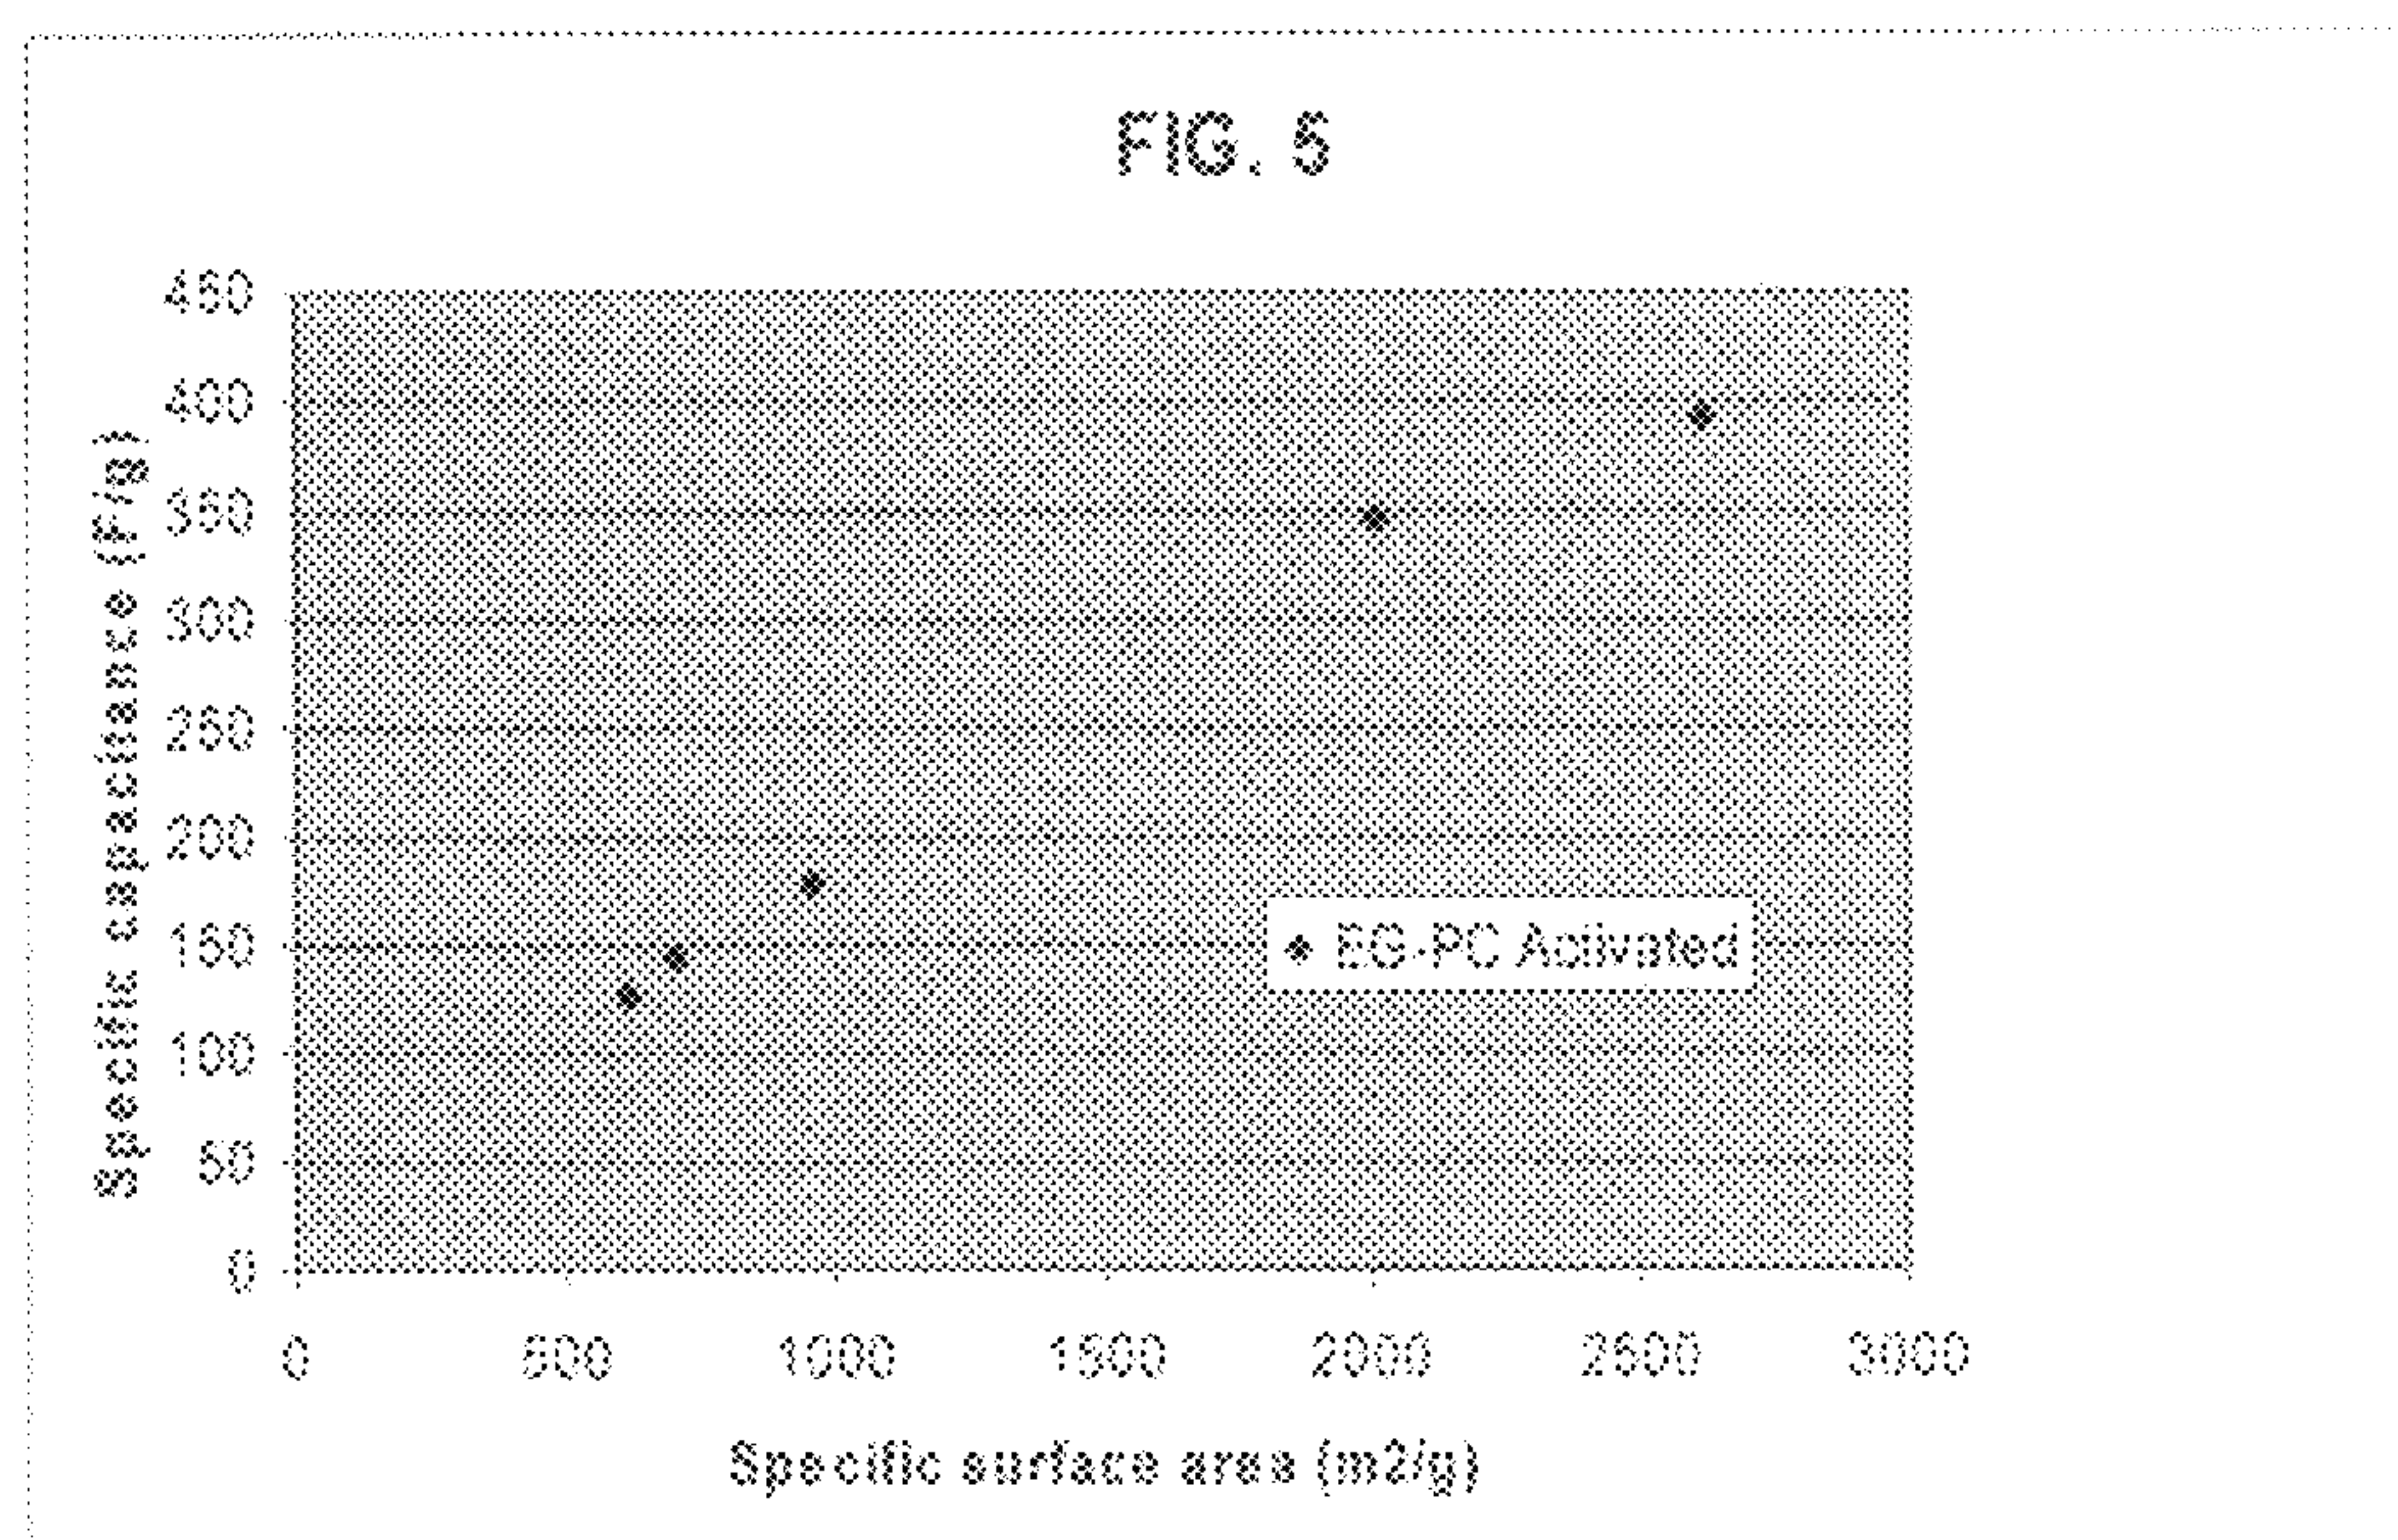 FIG. 5
450
400
350
300
250
200
150
100
50
0
Specific capacitance (F/g)
EG-PC Activated
0 500 1000 1500 2000 2500 3000
Specific surface area (m2/g)